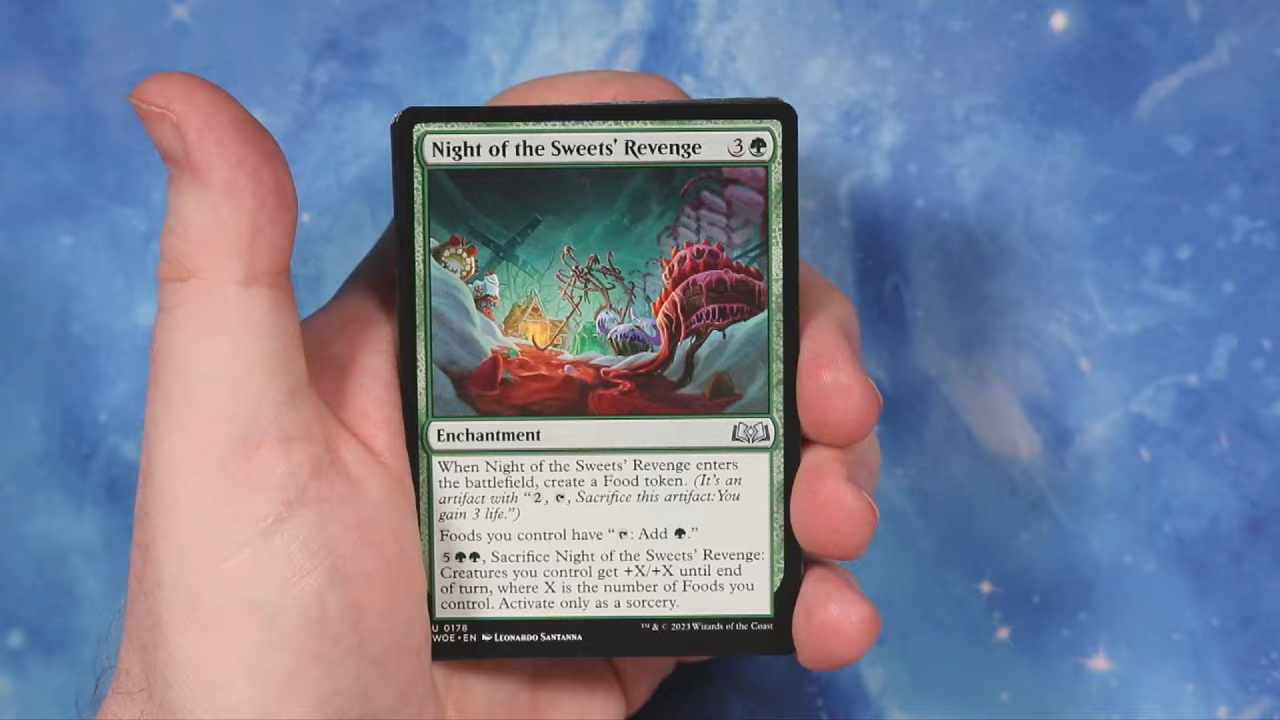 Night of the Sweets' Revenge 3
Enchantment
When Night of the Sweets' Revenge enters
the battlefield, create a Food token. (It's an
artifact with “2, , Sacrifice this artifact:You
gain 3 life.”)
Foods you control have “ : Add .”
5 , Sacrifice Night of the Sweets' Revenge:
Creatures you control get +X/+X until end
of turn, where X is the number of Foods you
control. Activate only as a sorcery.
U 0178
WOE • EN Leonardo Santanna
™ & © 2023 Wizards of the Coast